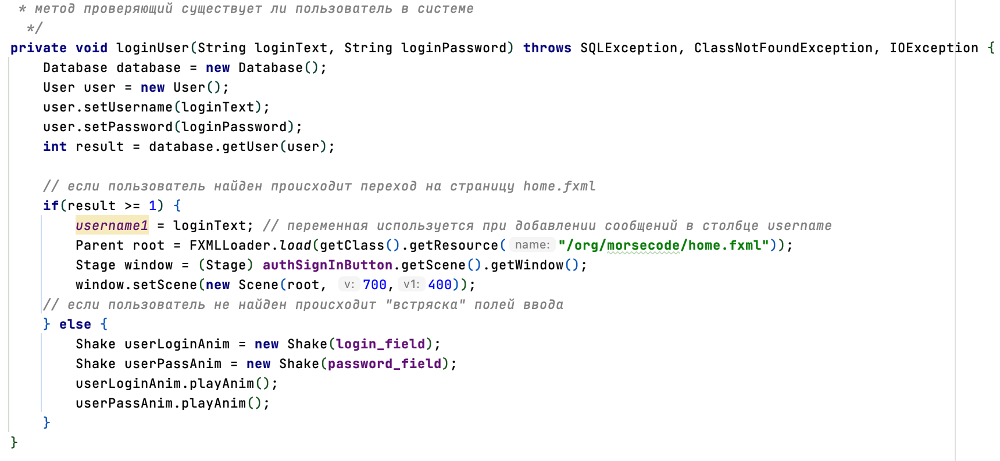 * метод проверяющий существует ли пользователь в системе
*/
private void loginUser(String loginText, String loginPassword) throws SQLException, ClassNotFoundException, IOException {
Database database = new Database();
User user = new User();
user.setUsername(loginText);
user.setPassword(loginPassword);
int result = database.getUser(user);
// если пользователь найден происходит переход на страницу home.fxml
if(result >= 1) {
username1 = loginText; // переменная используется при добавлении сообщений в столбце username
Parent root = FXMLLoader.load(getClass().getResource( name: "/org/morsecode/home.fxml"));
Stage window = (Stage) authSignInButton.getScene().getWindow();
window.setScene(new Scene(root, v: 700, v1: 400));
// если пользователь не найден происходит "встряска" полей ввода
} else {
Shake userLoginAnim = new Shake(login_field);
Shake userPassAnim = new Shake(password_field);
userLoginAnim.playAnim();
userPassAnim.playAnim();
}
}